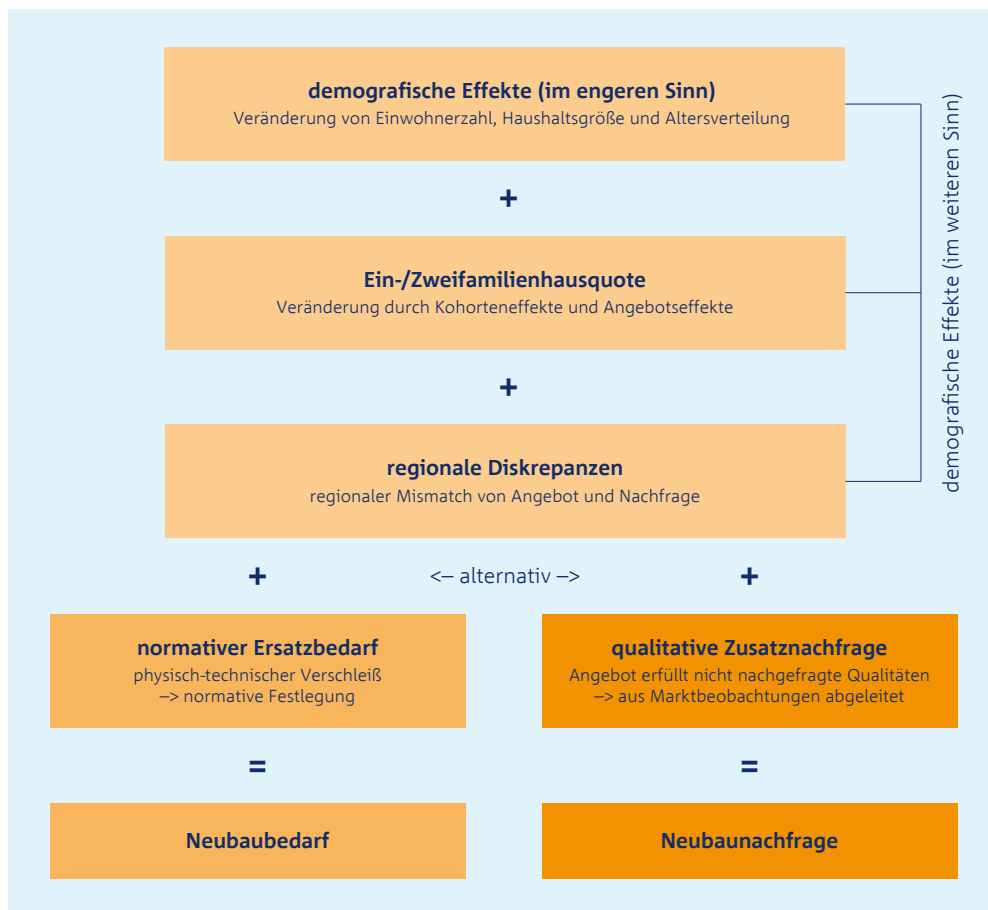 demografische Effekte (im engeren Sinn)
Veränderung von Einwohnerzahl, Haushaltsgröße und Altersverteilung
+
Ein-/Zweifamilienhausquote
Veränderung durch Kohorteneffekte und Angebotseffekte
+
regionale Diskrepanzen
regionaler Mismatch von Angebot und Nachfrage
demografische Effekte (im weiteren Sinn)
+ <– alternativ –> +
normativer Ersatzbedarf
physisch-technischer Verschleiß
–> normative Festlegung
=
Neubaubedarf
qualitative Zusatznachfrage
Angebot erfüllt nicht nachgefragte Qualitäten
–> aus Marktbeobachtungen abgeleitet
=
Neubaunachfrage